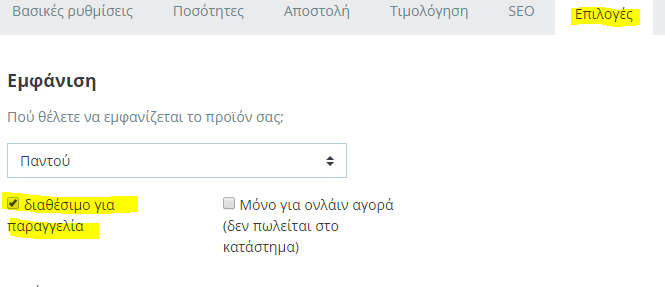 Βασικές ρυθμίσεις Ποσότητες Αποστολή Τιμολόγηση SEO Επιλογές
Εμφάνιση
Πού θέλετε να εμφανίζεται το προϊόν σας;
Παντού
διαθέσιμο για
παραγγελία
Μόνο για ονλάιν αγορά
(δεν πωλείται στο
κατάστημα)